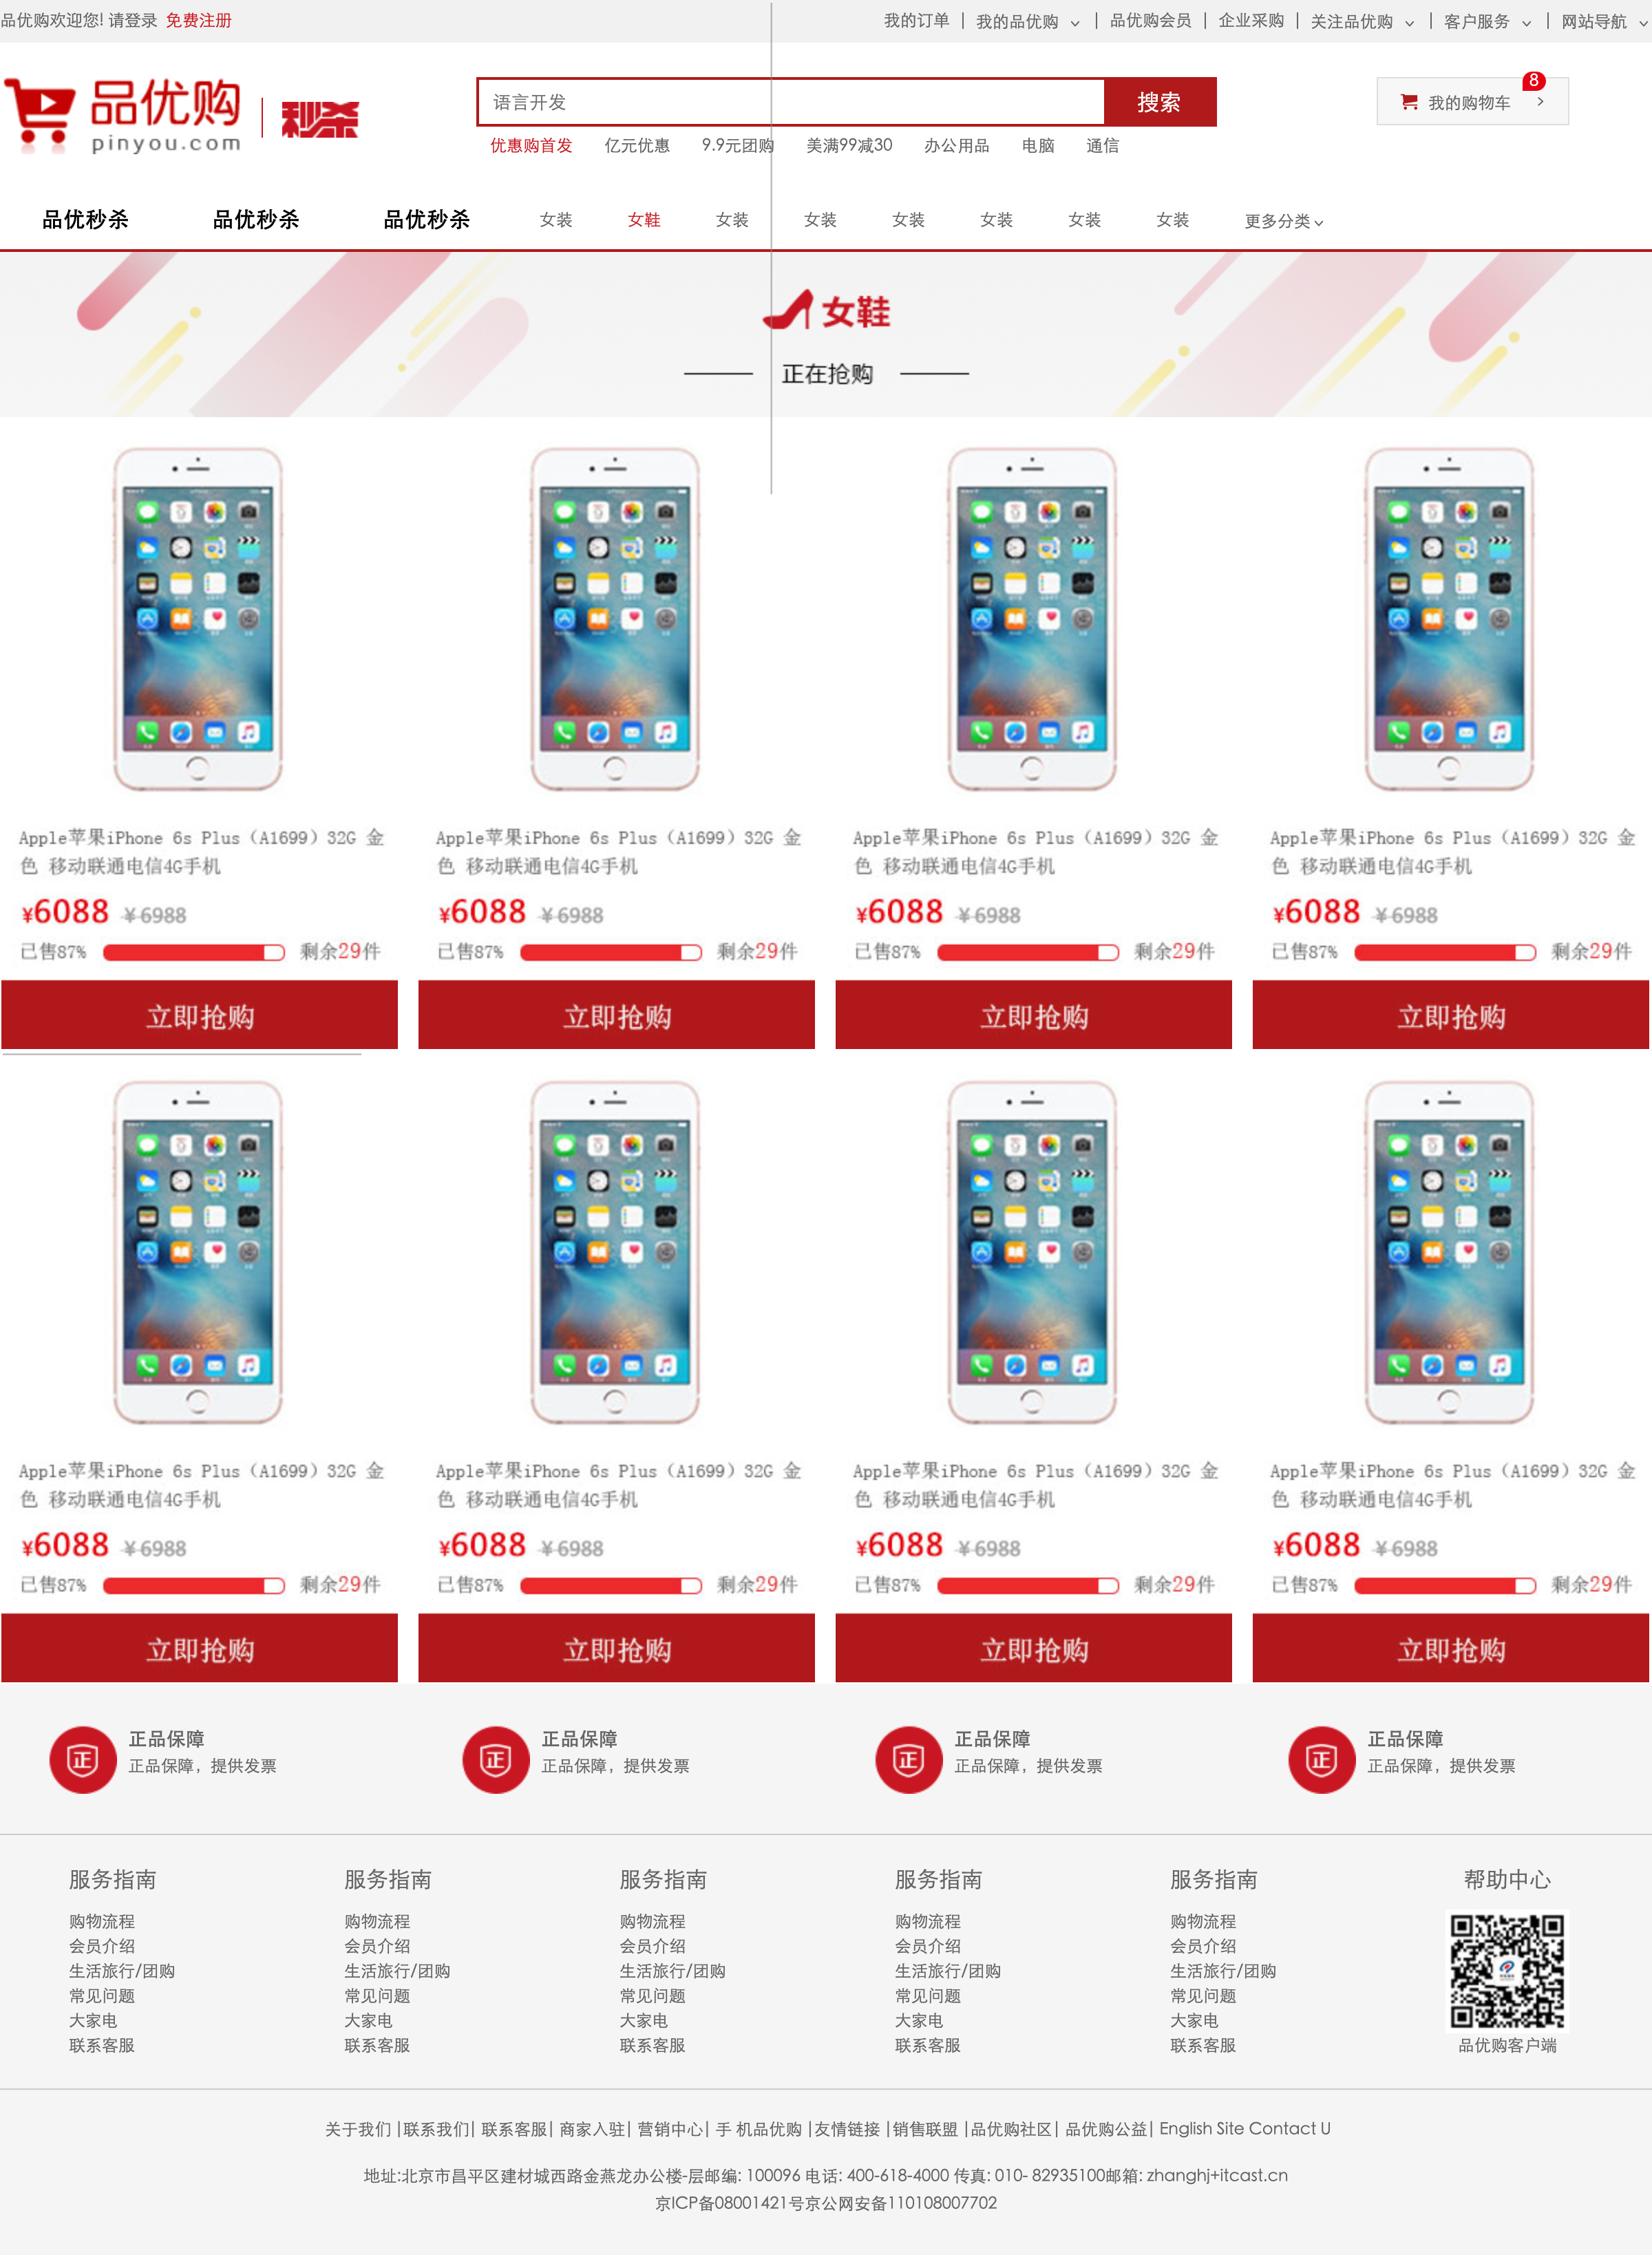 品优购欢迎您! 请登录 免费注册
我的订单 | 我的品优购 | 品优购会员 | 企业采购 | 关注品优购 | 客户服务 | 网站导航
品优购
pinyou.com
秒杀
语言开发
搜索
8
我的购物车
优惠购首发 亿元优惠 9.9元团购 美满99减30 办公用品 电脑 通信
品优秒杀 品优秒杀 品优秒杀 女装 女鞋 女装 女装 女装 女装 女装 女装 更多分类
女鞋
正在抢购
Apple苹果iPhone 6s Plus（A1699）32G 金 Apple苹果iPhone 6s Plus（A1699）32G 金 Apple苹果iPhone 6s Plus（A1699）32G 金 Apple苹果iPhone 6s Plus（A1699）32G 金
色 移动联通电信4G手机 色 移动联通电信4G手机 色 移动联通电信4G手机 色 移动联通电信4G手机
¥6088 ¥6988 ¥6088 ¥6988 ¥6088 ¥6988 ¥6088 ¥6988
已售87% 剩余29件 已售87% 剩余29件 已售87% 剩余29件 已售87% 剩余29件
立即抢购 立即抢购 立即抢购 立即抢购
Apple苹果iPhone 6s Plus（A1699）32G 金 Apple苹果iPhone 6s Plus（A1699）32G 金 Apple苹果iPhone 6s Plus（A1699）32G 金 Apple苹果iPhone 6s Plus（A1699）32G 金
色 移动联通电信4G手机 色 移动联通电信4G手机 色 移动联通电信4G手机 色 移动联通电信4G手机
¥6088 ¥6988 ¥6088 ¥6988 ¥6088 ¥6988 ¥6088 ¥6988
已售87% 剩余29件 已售87% 剩余29件 已售87% 剩余29件 已售87% 剩余29件
立即抢购 立即抢购 立即抢购 立即抢购
正 正品保障 正 正品保障 正 正品保障 正 正品保障
正品保障，提供发票 正品保障，提供发票 正品保障，提供发票 正品保障，提供发票
服务指南 服务指南 服务指南 服务指南 服务指南 帮助中心
购物流程 购物流程 购物流程 购物流程 购物流程
会员介绍 会员介绍 会员介绍 会员介绍 会员介绍
生活旅行/团购 生活旅行/团购 生活旅行/团购 生活旅行/团购 生活旅行/团购
常见问题 常见问题 常见问题 常见问题 常见问题
大家电 大家电 大家电 大家电 大家电
联系客服 联系客服 联系客服 联系客服 联系客服 品优购客户端
关于我们 |联系我们| 联系客服| 商家入驻| 营销中心| 手 机品优购 |友情链接 |销售联盟 |品优购社区| 品优购公益| English Site Contact U
地址:北京市昌平区建材城西路金燕龙办公楼-层邮编: 100096 电话: 400-618-4000 传真: 010- 82935100邮箱: zhanghj+itcast.cn
京ICP备08001421号京公网安备110108007702